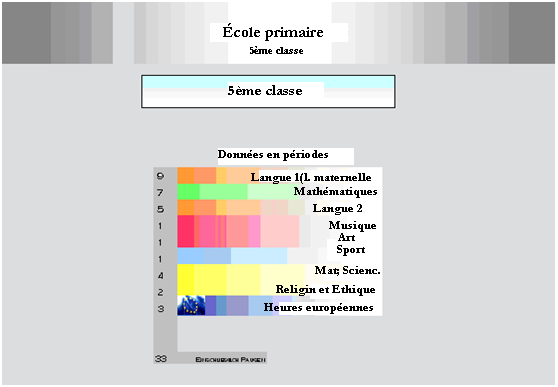 École primaire
5ème classe
5ème classe
Données en périodes
9 Langue 1(l. maternelle
7 Mathématiques
5 Langue 2
1 Musique
Art
1 Sport
1
4 Mat; Scienc.
2 Religin et Ethique
3 Heures européennes
33